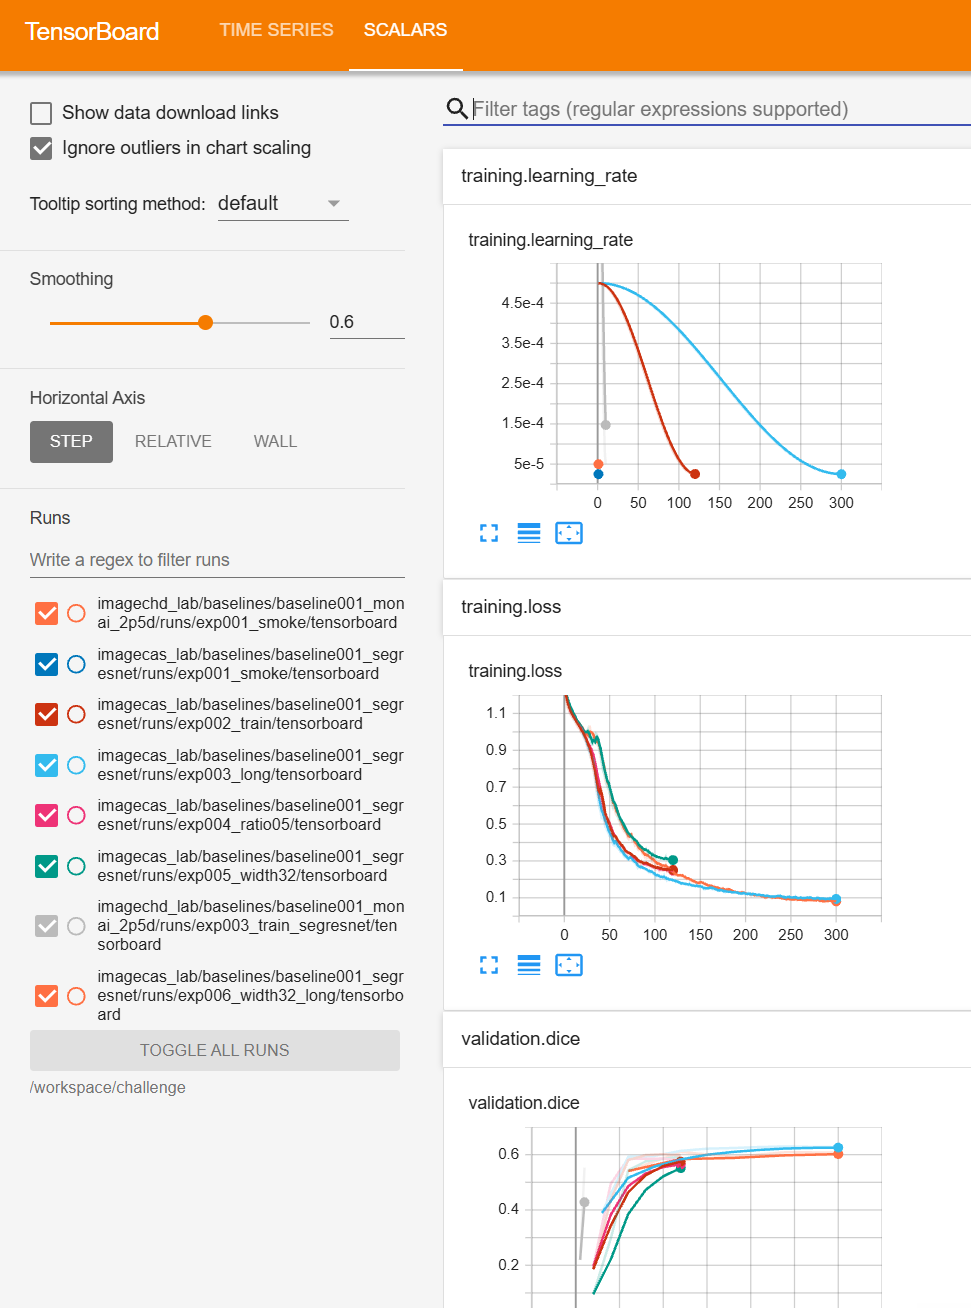 TensorBoard
TIME SERIES
SCALARS
Show data download links
Ignore outliers in chart scaling
Tooltip sorting method: default
Smoothing
0.6
Horizontal Axis
STEP
RELATIVE
WALL
Runs
Write a regex to filter runs
imagechd_lab/baselines/baseline001_mon
ai_2p5d/runs/exp001_smoke/tensorboard
imagecas_lab/baselines/baseline001_segr
esnet/runs/exp001_smoke/tensorboard
imagecas_lab/baselines/baseline001_segr
esnet/runs/exp002_train/tensorboard
imagecas_lab/baselines/baseline001_segr
esnet/runs/exp003_long/tensorboard
imagecas_lab/baselines/baseline001_segr
esnet/runs/exp004_ratio05/tensorboard
imagecas_lab/baselines/baseline001_segr
esnet/runs/exp005_width32/tensorboard
imagechd_lab/baselines/baseline001_mon
ai_2p5d/runs/exp003_train_segresnet/ten
sorboard
imagecas_lab/baselines/baseline001_segr
esnet/runs/exp006_width32_long/tensorbo
ard
TOGGLE ALL RUNS
/workspace/challenge
Filter tags (regular expressions supported)
training.learning_rate
training.learning_rate
4.5e-4
3.5e-4
2.5e-4
1.5e-4
5e-5
0 50 100 150 200 250 300
training.loss
training.loss
1.1
0.9
0.7
0.5
0.3
0.1
0 50 100 150 200 250 300
validation.dice
validation.dice
0.6
0.4
0.2